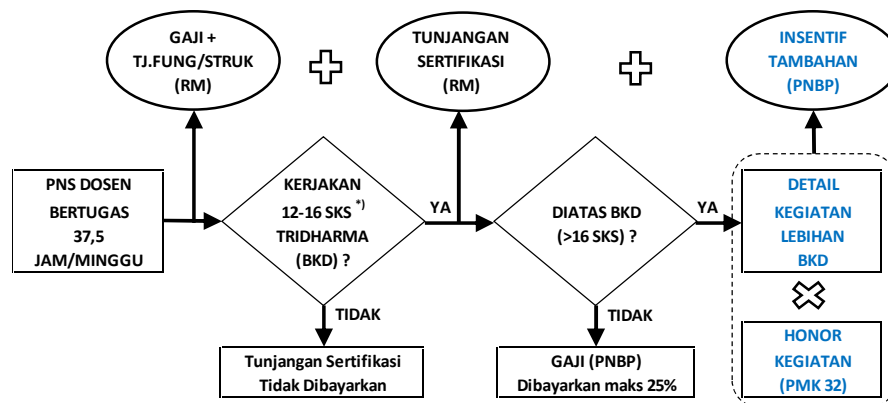 GAJI +
TJ.FUNG/STRUK
(RM)
TUNJANGAN
SERTIFIKASI
(RM)
INSENTIF
TAMBAHAN
(PNBP)
PNS DOSEN
BERTUGAS
37,5
JAM/MINGGU
KERJAKAN
12-16 SKS *)
TRIDHARMA
(BKD) ?
YA
DIATAS BKD
(>16 SKS) ?
YA
DETAIL
KEGIATAN
LEBIHAN
BKD
TIDAK
Tunjangan Sertifikasi
Tidak Dibayarkan
TIDAK
GAJI (PNBP)
Dibayarkan maks 25%
HONOR
KEGIATAN
(PMK 32)